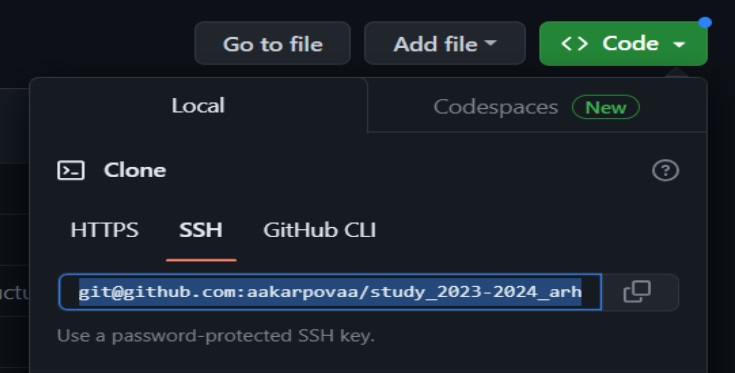 Go to file Add file <> Code
Local Codespaces New
Clone
HTTPS SSH GitHub CLI
git@github.com:aakarpovaa/study_2023-2024_arh
Use a password-protected SSH key.